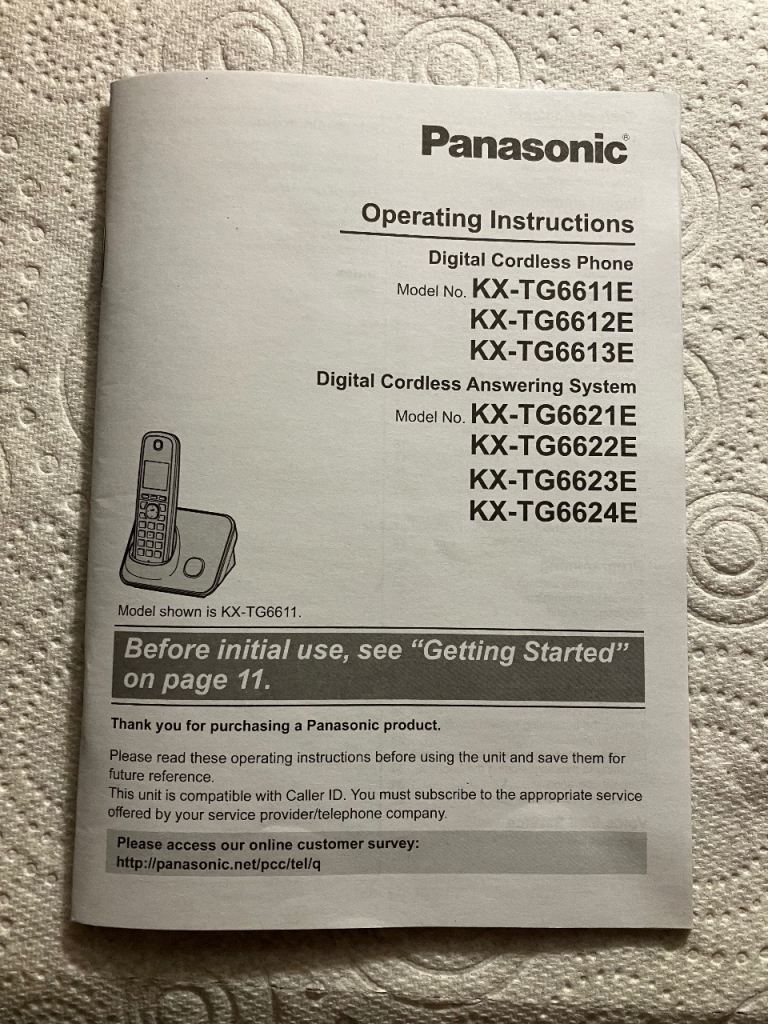 Panasonic®
Operating Instructions
Digital Cordless Phone
Model No. KX-TG6611E
KX-TG6612E
KX-TG6613E
Digital Cordless Answering System
Model No. KX-TG6621E
KX-TG6622E
KX-TG6623E
KX-TG6624E
Model shown is KX-TG6611.
Before initial use, see “Getting Started”
on page 11.
Thank you for purchasing a Panasonic product.
Please read these operating instructions before using the unit and save them for
future reference.
This unit is compatible with Caller ID. You must subscribe to the appropriate service
offered by your service provider/telephone company.
Please access our online customer survey:
http://panasonic.net/pcc/tel/q